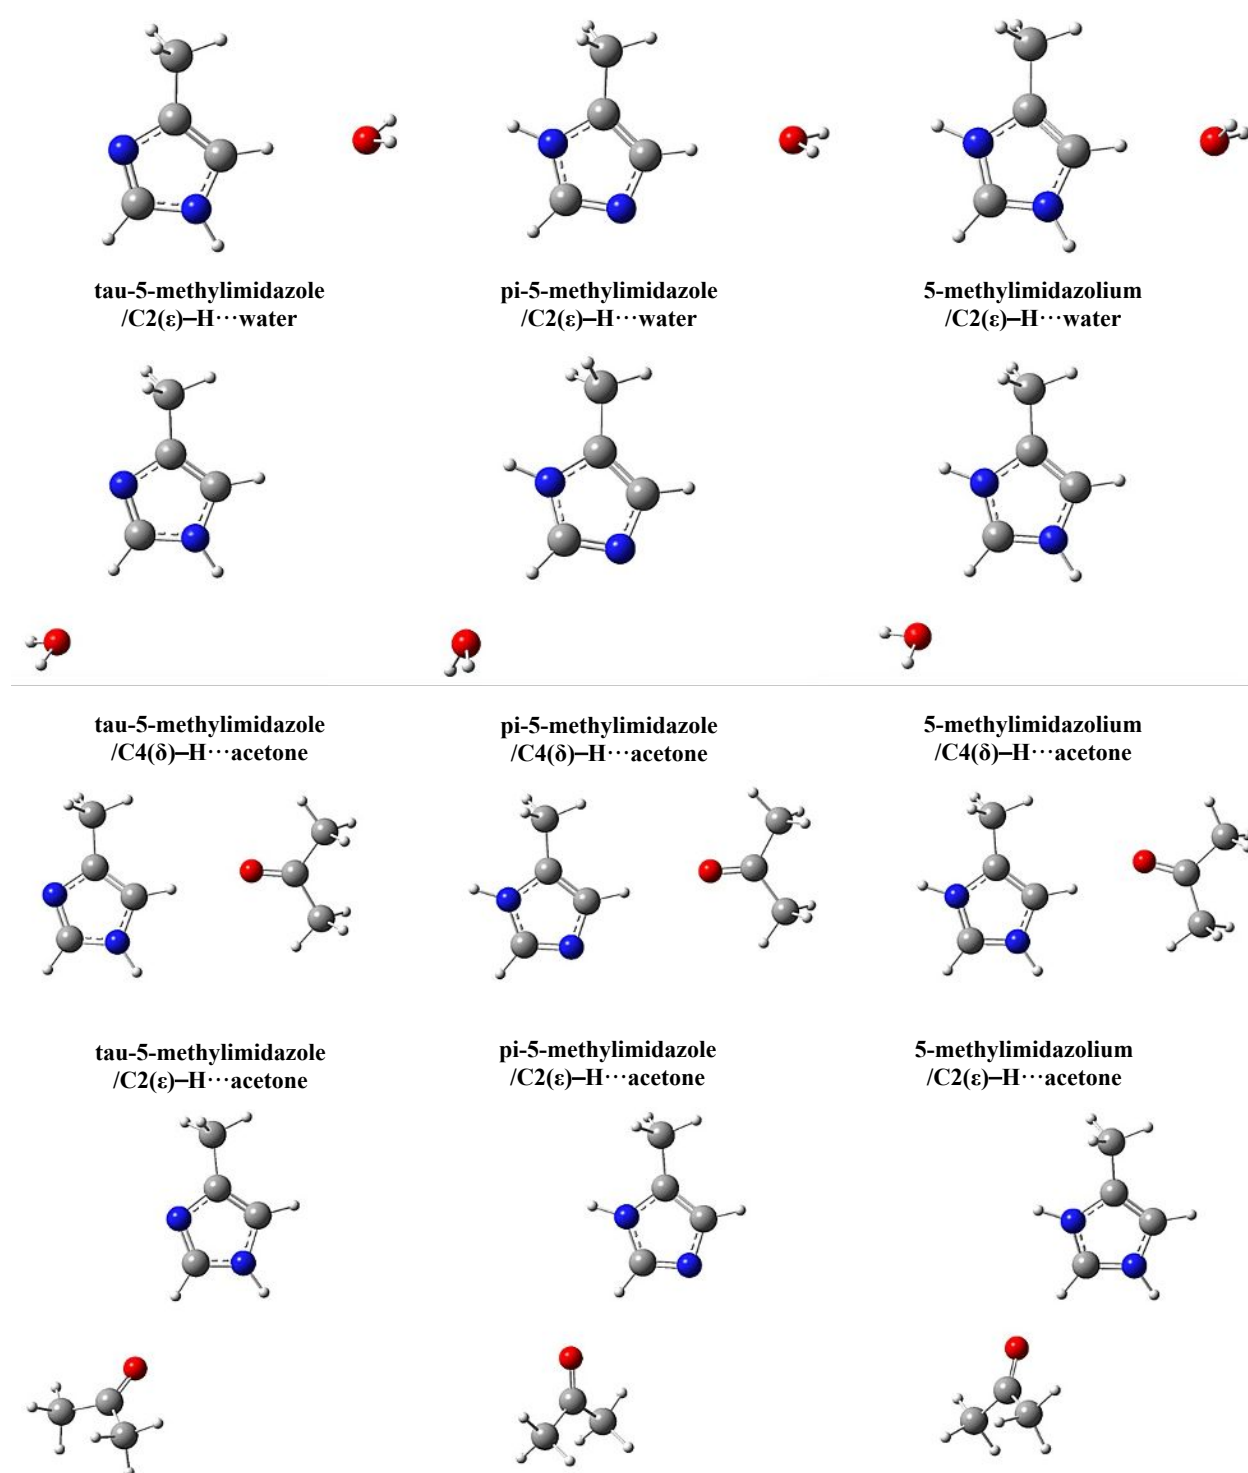 tau-5-methylimidazole pi-5-methylimidazole 5-methylimidazolium
/C2(ε)–H···water /C2(ε)–H···water /C2(ε)–H···water
tau-5-methylimidazole pi-5-methylimidazole 5-methylimidazolium
/C4(δ)–H···acetone /C4(δ)–H···acetone /C4(δ)–H···acetone
tau-5-methylimidazole pi-5-methylimidazole 5-methylimidazolium
/C2(ε)–H···acetone /C2(ε)–H···acetone /C2(ε)–H···acetone